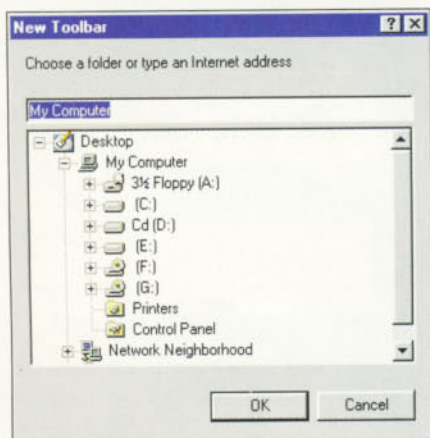 New Toolbar
Choose a folder or type an Internet address
My Computer
Desktop
My Computer
3½ Floppy (A:)
(C:)
Cd (D:)
(E:)
(F:)
(G:)
Printers
Control Panel
Network Neighborhood
OK
Cancel